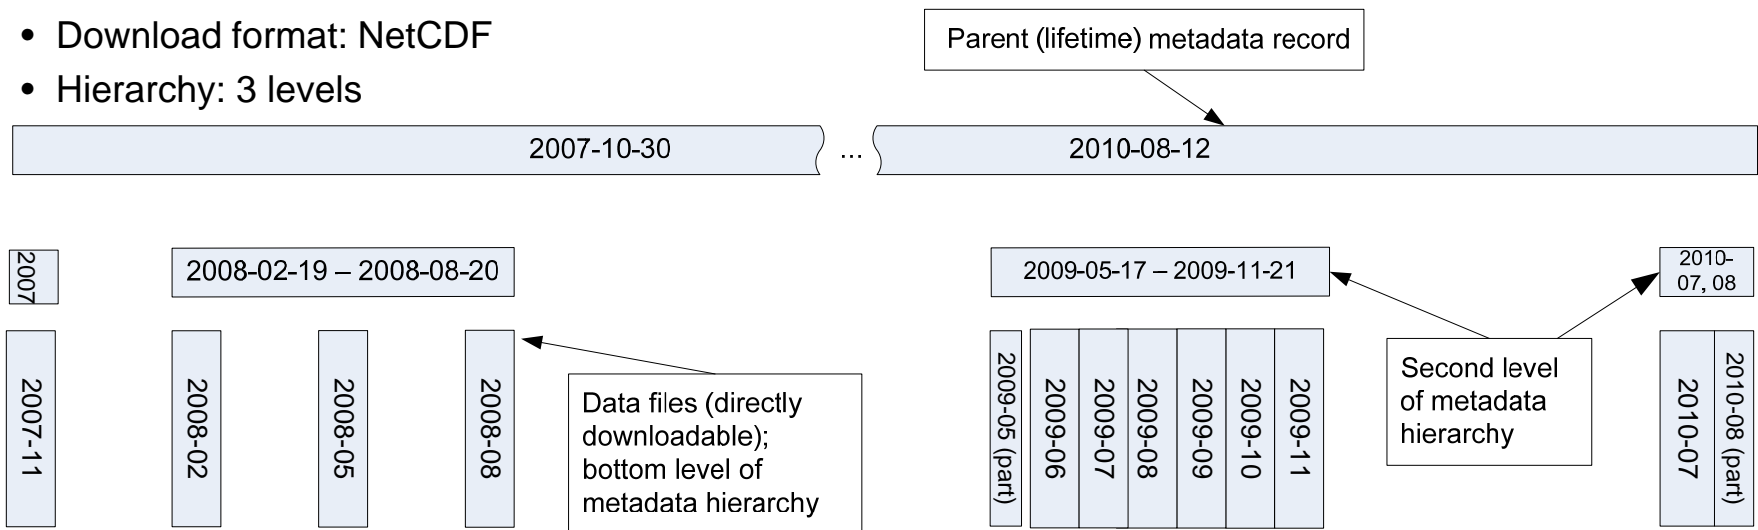 • Download format: NetCDF
• Hierarchy: 3 levels
Parent (lifetime) metadata record
2007-10-30 ... 2010-08-12
2007
2008-02-19 – 2008-08-20
2009-05-17 – 2009-11-21
2010-
07, 08
2007-11
2008-02
2008-05
2008-08
Data files (directly
downloadable);
bottom level of
metadata hierarchy
2009-05 (part)
2009-06
2009-07
2009-08
2009-09
2009-10
2009-11
Second level
of metadata
hierarchy
2010-07
2010-08 (part)